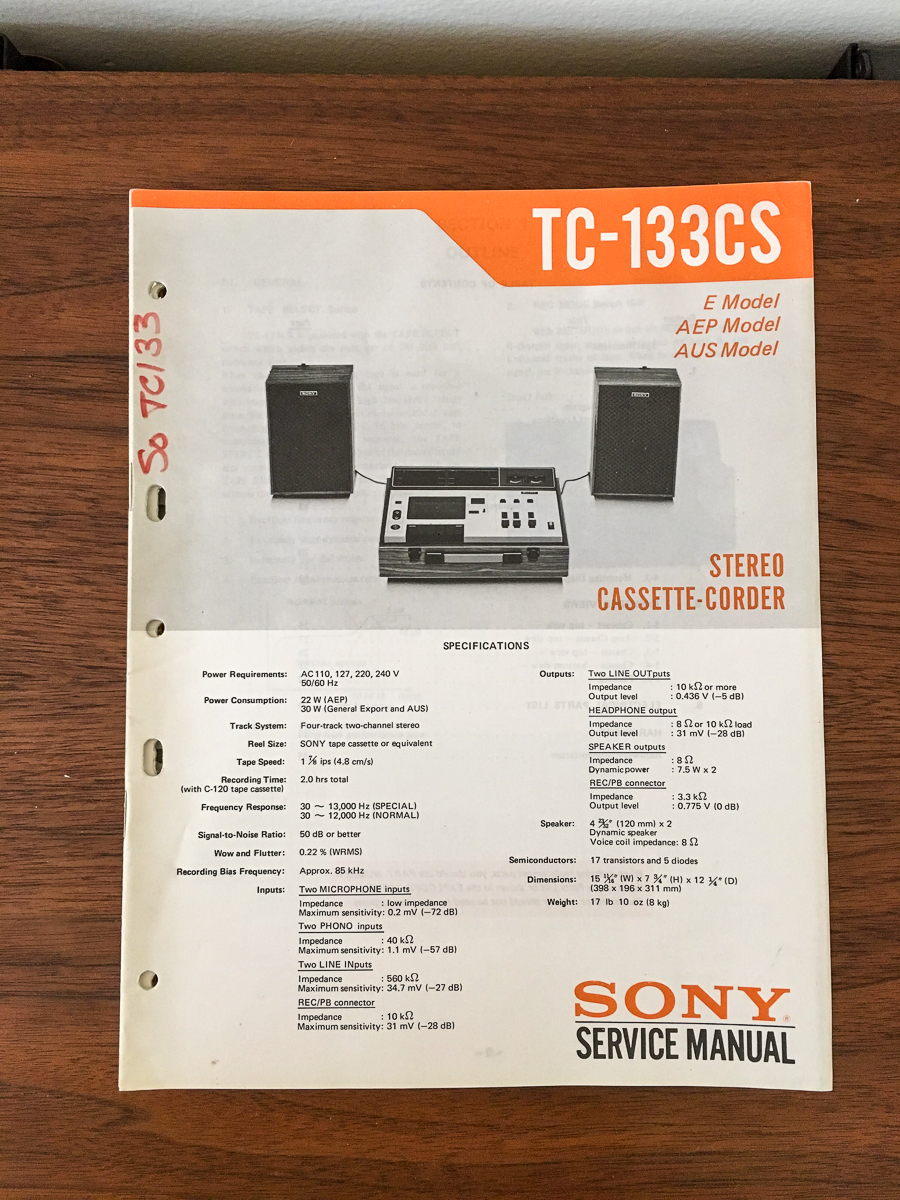 TC-133CS
E Model
AEP Model
AUS Model
So TC133
SONY
SONY
STEREO
CASSETTE-CORDER
SPECIFICATIONS
Power Requirements: AC 110, 127, 220, 240 V
50/60 Hz
Power Consumption: 22 W (AEP)
30 W (General Export and AUS)
Track System: Four-track two-channel stereo
Reel Size: SONY tape cassette or equivalent
Tape Speed: 1 7/8 ips (4.8 cm/s)
Recording Time: 2.0 hrs total
(with C-120 tape cassette)
Frequency Response: 30 ~ 13,000 Hz (SPECIAL)
30 ~ 12,000 Hz (NORMAL)
Signal-to-Noise Ratio: 50 dB or better
Wow and Flutter: 0.22 % (WRMS)
Recording Bias Frequency: Approx. 85 kHz
Inputs: Two MICROPHONE inputs
Impedance : low impedance
Maximum sensitivity: 0.2 mV (−72 dB)
Two PHONO inputs
Impedance : 40 kΩ
Maximum sensitivity: 1.1 mV (−57 dB)
Two LINE INputs
Impedance : 560 kΩ
Maximum sensitivity: 34.7 mV (−27 dB)
REC/PB connector
Impedance : 10 kΩ
Maximum sensitivity: 31 mV (−28 dB)
Outputs: Two LINE OUTputs
Impedance : 10 kΩ or more
Output level : 0.436 V (−5 dB)
HEADPHONE output
Impedance : 8 Ω or 10 kΩ load
Output level : 31 mV (−28 dB)
SPEAKER outputs
Impedance : 8 Ω
Dynamic power : 7.5 W x 2
REC/PB connector
Impedance : 3.3 kΩ
Output level : 0.775 V (0 dB)
Speaker: 4 23/32" (120 mm) x 2
Dynamic speaker
Voice coil impedance: 8 Ω
Semiconductors: 17 transistors and 5 diodes
Dimensions: 15 11/16" (W) x 7 3/4" (H) x 12 1/4" (D)
(398 x 196 x 311 mm)
Weight: 17 lb 10 oz (8 kg)
SONY®
SERVICE MANUAL